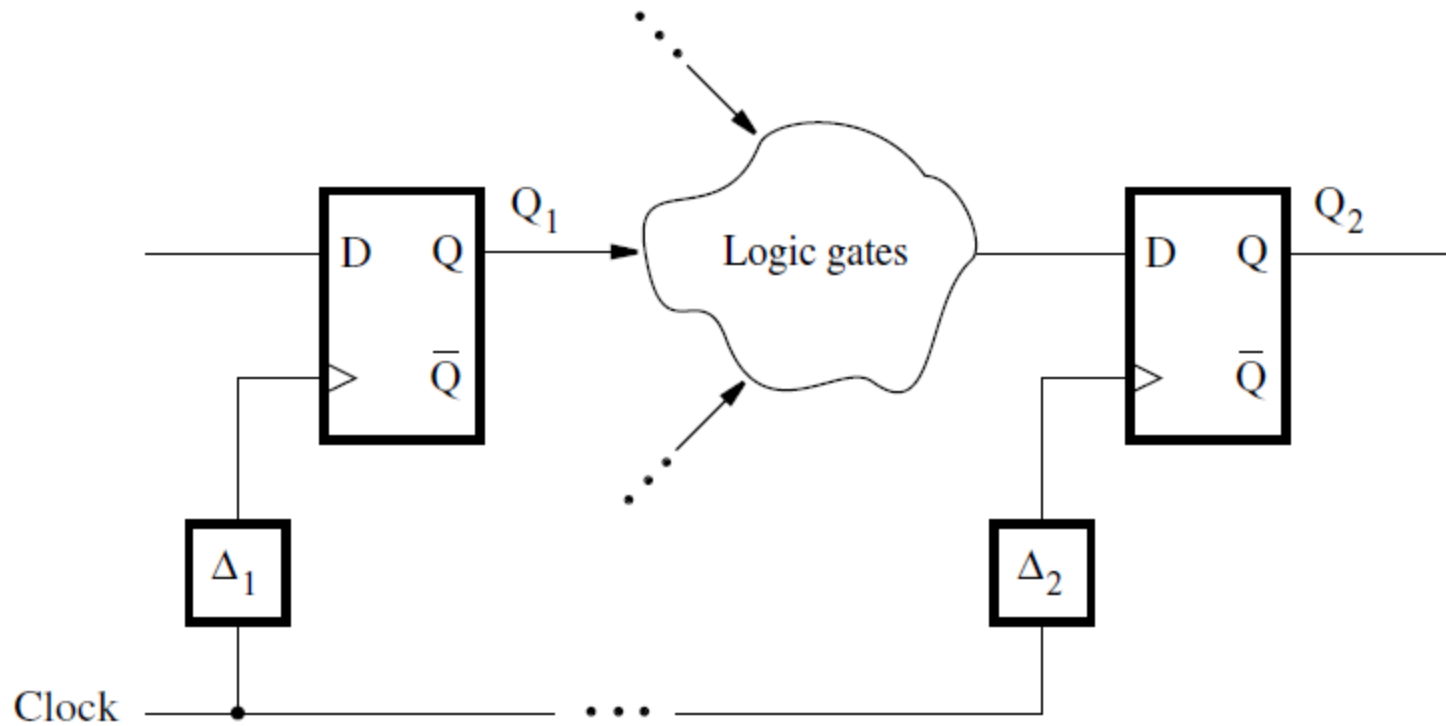 Q₁
Q₂
D Q
Logic gates
D Q
Q̅
Q̅
Δ₁
Δ₂
Clock